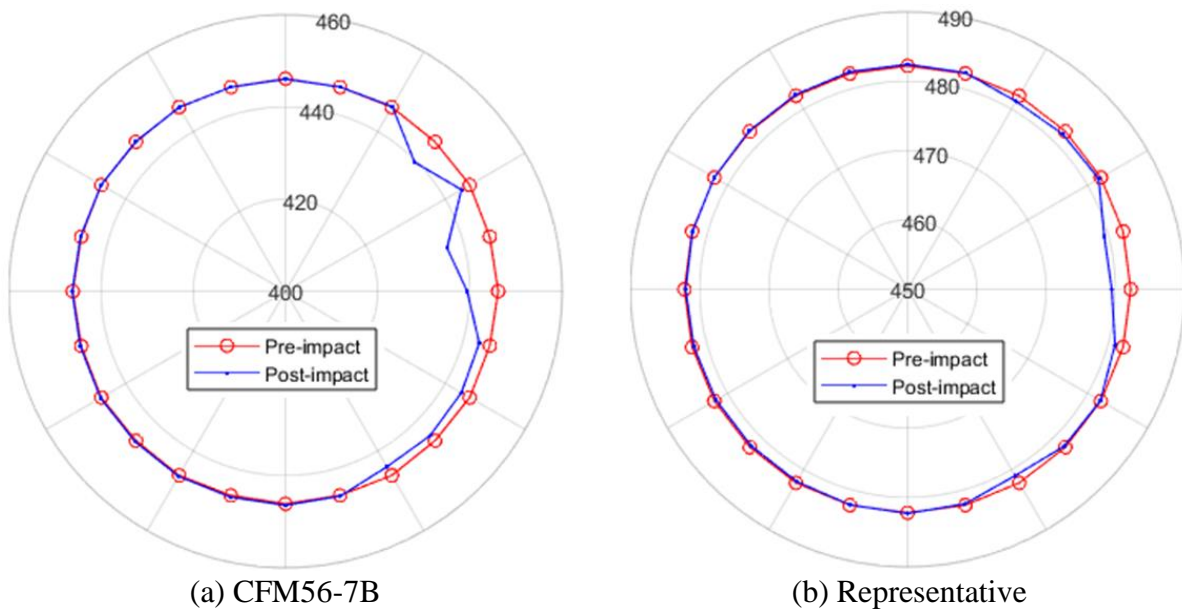 460
440
420
400
Pre-impact
Post-impact
(a) CFM56-7B
490
480
470
460
450
Pre-impact
Post-impact
(b) Representative